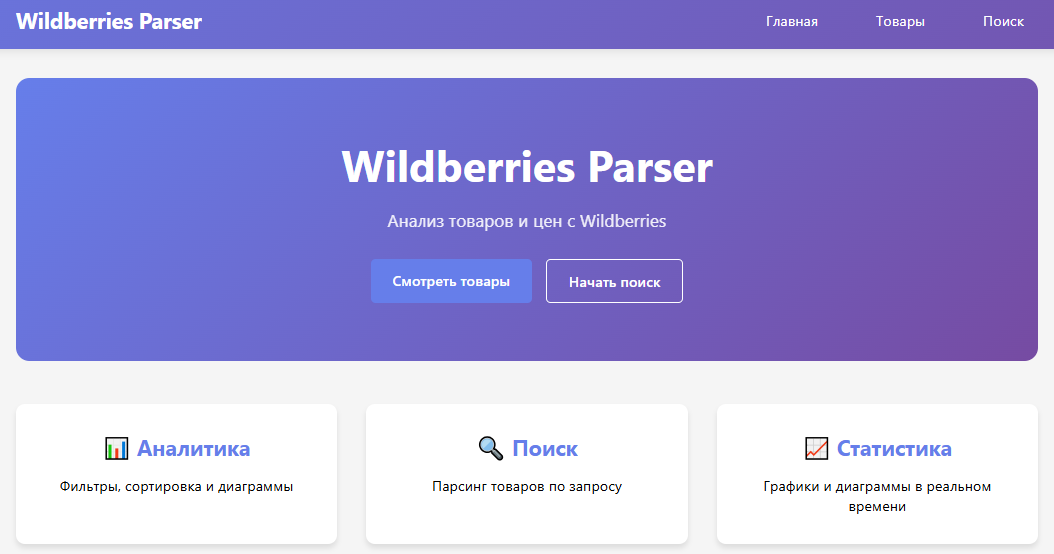 Wildberries Parser
Главная Товары Поиск
Wildberries Parser
Анализ товаров и цен с Wildberries
Смотреть товары Начать поиск
Аналитика
Фильтры, сортировка и диаграммы
Поиск
Парсинг товаров по запросу
Статистика
Графики и диаграммы в реальном
времени